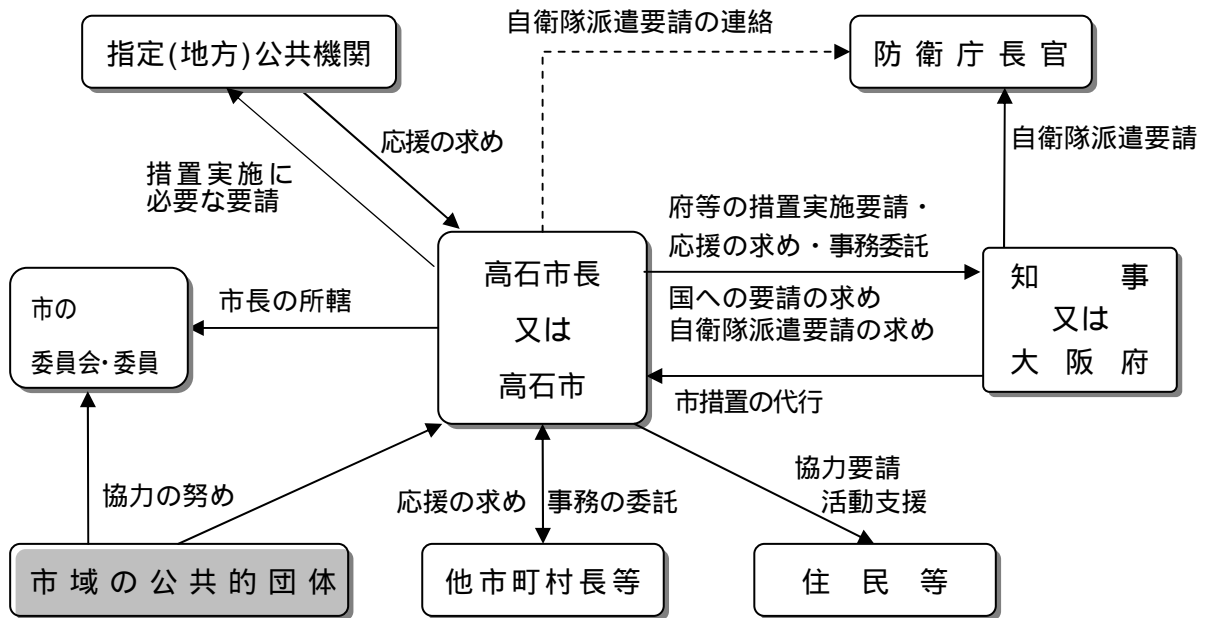 自衛隊派遣要請の連絡
指定(地方)公共機関
防衛庁長官
応援の求め
自衛隊派遣要請
措置実施に
必要な要請
府等の措置実施要請・
応援の求め・事務委託
高石市長
又は
高石市
知事
又は
大阪府
市の
委員会・委員
市長の所轄
国への要請の求め
自衛隊派遣要請の求め
市措置の代行
協力の努め
応援の求め
事務の委託
協力要請
活動支援
市域の公共的団体
他市町村長等
住民等